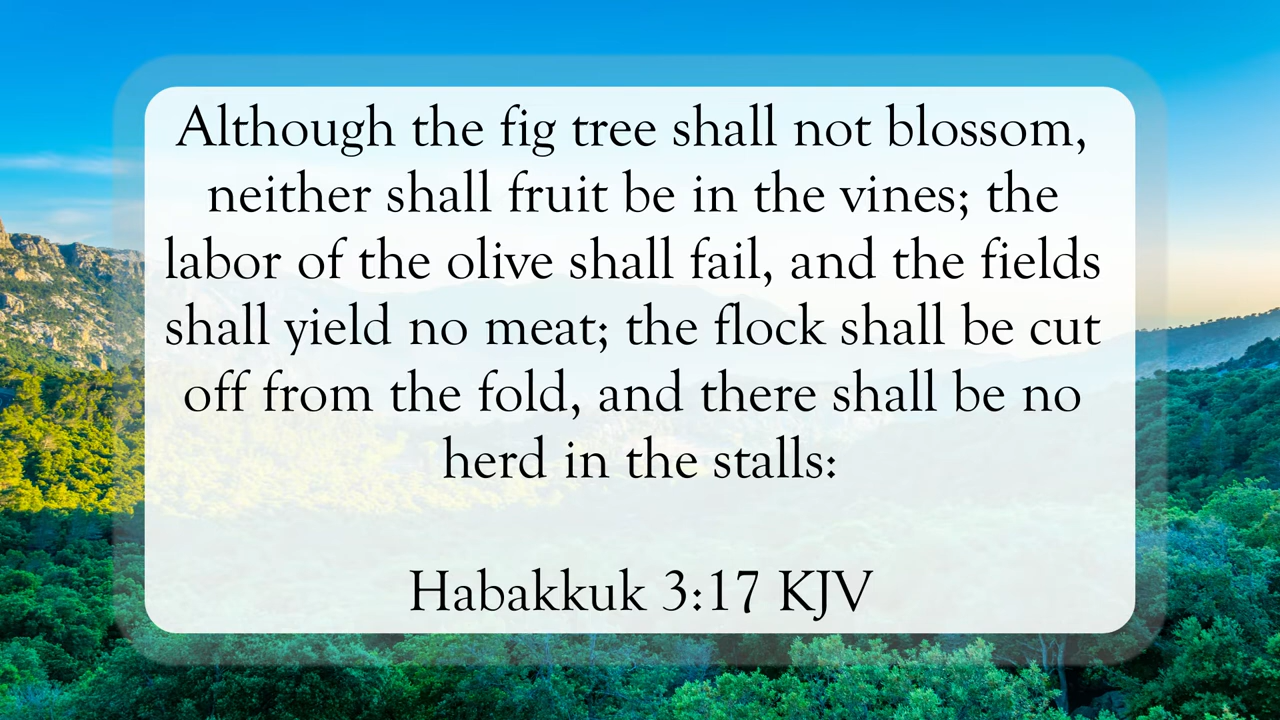 Although the fig tree shall not blossom,
neither shall fruit be in the vines; the
labor of the olive shall fail, and the fields
shall yield no meat; the flock shall be cut
off from the fold, and there shall be no
herd in the stalls:
Habakkuk 3:17 KJV